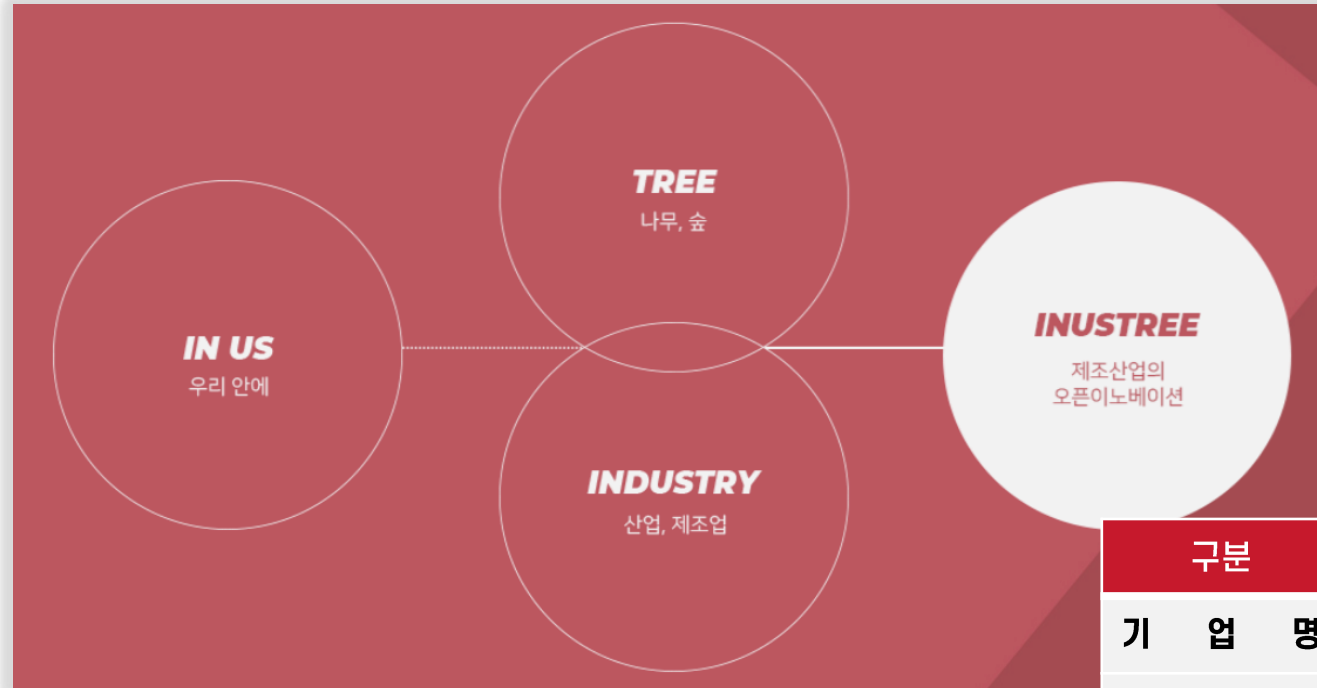 TREE
나무, 숲
IN US
우리 안에
INUSTREE
제조산업의
오픈이노베이션
INDUSTRY
산업, 제조업
구분
기 업 명